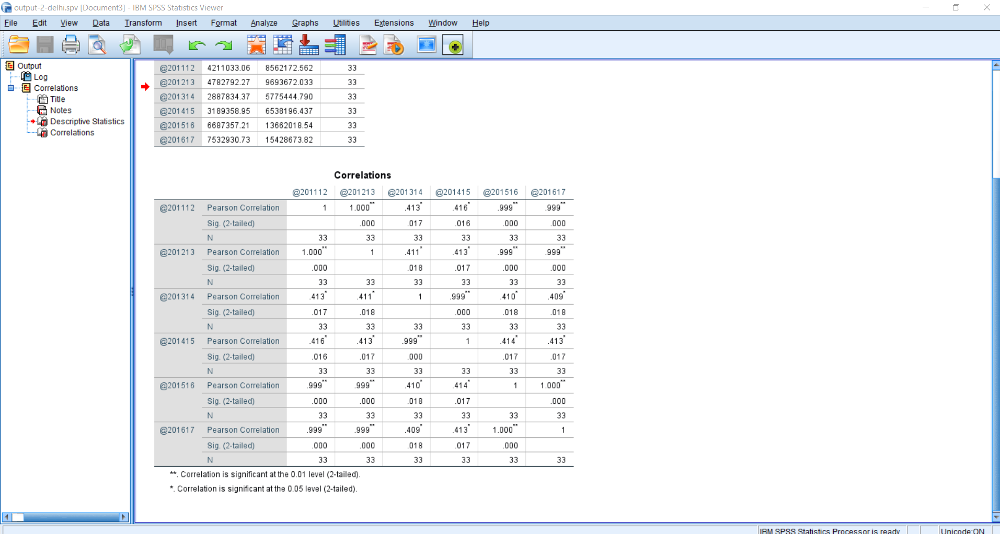 output-2-delhi.spv [Document3] - IBM SPSS Statistics Viewer
File Edit View Data Transform Insert Format Analyze Graphs Utilities Extensions Window Help
Output
Log
Correlations
Title
Notes
Descriptive Statistics
Correlations
@201112 4211033.06 8562172.562 33
@201213 4782792.27 9693672.033 33
@201314 2887834.37 5775444.790 33
@201415 3189358.95 6538196.437 33
@201516 6687357.21 13662018.54 33
@201617 7532930.73 15428673.82 33
Correlations
@201112 @201213 @201314 @201415 @201516 @201617
@201112 Pearson Correlation 1 1.000** .413* .416* .999** .999**
Sig. (2-tailed) .000 .017 .016 .000 .000
N 33 33 33 33 33 33
@201213 Pearson Correlation 1.000** 1 .411* .413* .999** .999**
Sig. (2-tailed) .000 .018 .017 .000 .000
N 33 33 33 33 33 33
@201314 Pearson Correlation .413* .411* 1 .999** .410* .409*
Sig. (2-tailed) .017 .018 .000 .018 .018
N 33 33 33 33 33 33
@201415 Pearson Correlation .416* .413* .999** 1 .414* .413*
Sig. (2-tailed) .016 .017 .000 .017 .017
N 33 33 33 33 33 33
@201516 Pearson Correlation .999** .999** .410* .414* 1 1.000**
Sig. (2-tailed) .000 .000 .018 .017 .000
N 33 33 33 33 33 33
@201617 Pearson Correlation .999** .999** .409* .413* 1.000** 1
Sig. (2-tailed) .000 .000 .018 .017 .000
N 33 33 33 33 33 33
**. Correlation is significant at the 0.01 level (2-tailed).
*. Correlation is significant at the 0.05 level (2-tailed).
IBM SPSS Statistics Processor is ready Unicode:ON